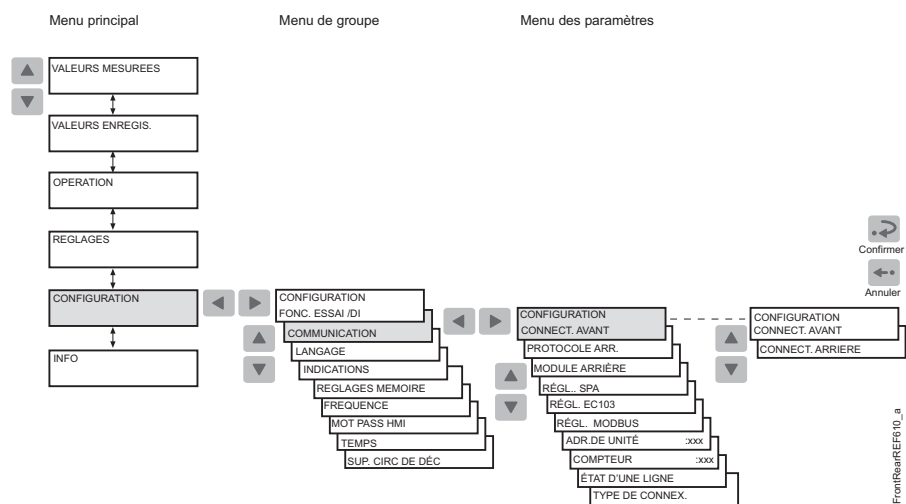 Menu principal
Menu de groupe
Menu des paramètres
VALEURS MESUREES
VALEURS ENREGIS.
OPERATION
REGLAGES
CONFIGURATION
INFO
CONFIGURATION
FONC. ESSAI /DI
COMMUNICATION
LANGAGE
INDICATIONS
REGLAGES MEMOIRE
FREQUENCE
MOT PASS HMI
TEMPS
SUP. CIRC DE DÉC
CONFIGURATION
CONNECT. AVANT
PROTOCOLE ARR.
MODULE ARRIÈRE
RÉGL.. SPA
RÉGL. EC103
RÉGL. MODBUS
ADR.DE UNITÉ :xxx
COMPTEUR :xxx
ÉTAT D'UNE LIGNE
TYPE DE CONNEX.
Confirmer
Annuler
CONFIGURATION
CONNECT. AVANT
CONNECT. ARRIERE
FrontRearREF610_a